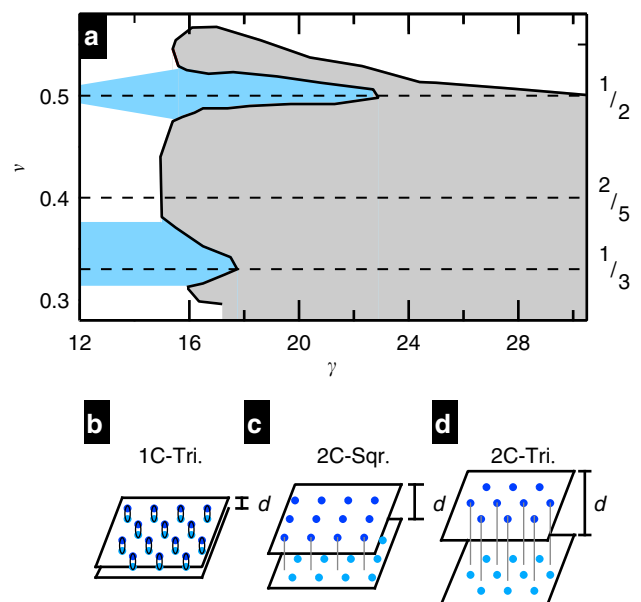 a
0.5
0.4
0.3
ν
1/2
2/5
1/3
12 16 20 24 28
γ
b c d
1C-Tri. 2C-Sqr. 2C-Tri.
d d d